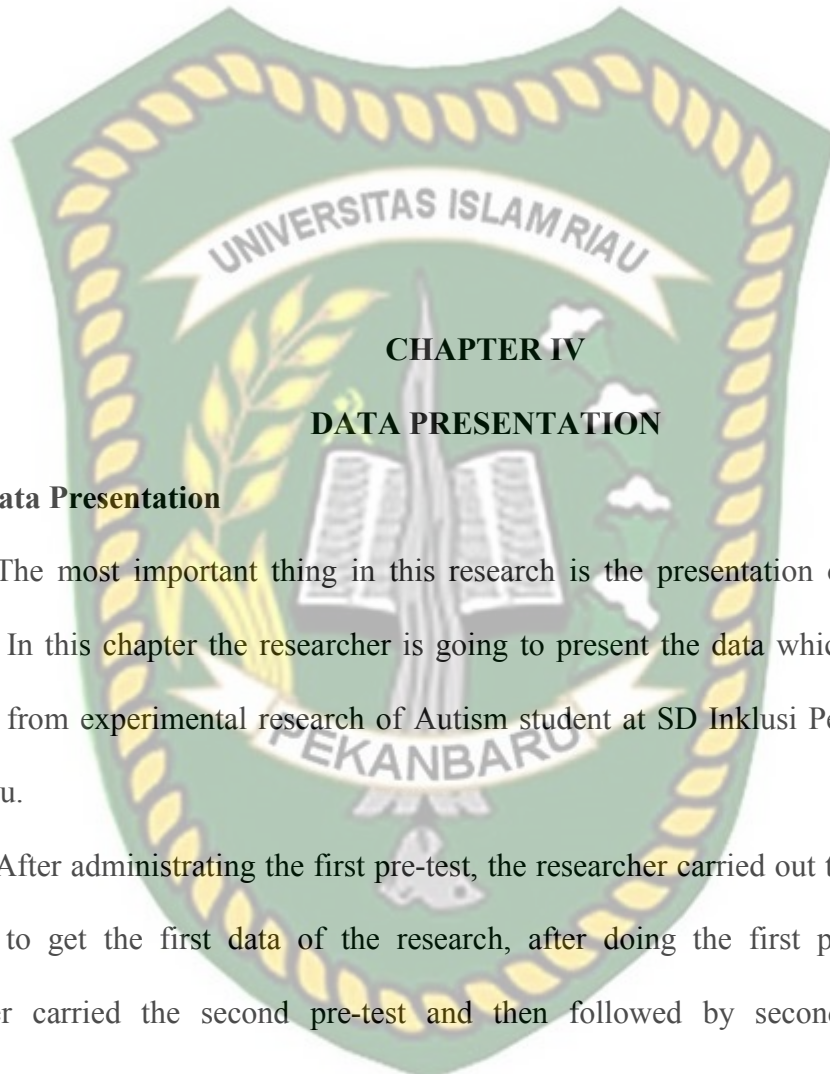 UNIVERSITAS ISLAM RIAU
CHAPTER IV
DATA PRESENTATION
ata Presentation
The most important thing in this research is the presentation
In this chapter the researcher is going to present the data
from experimental research of Autism student at SD Inklusi
PEKANBARU
u.
After administrating the first pre-test, the researcher carried out
to get the first data of the research, after doing the first
er carried the second pre-test and then followed by